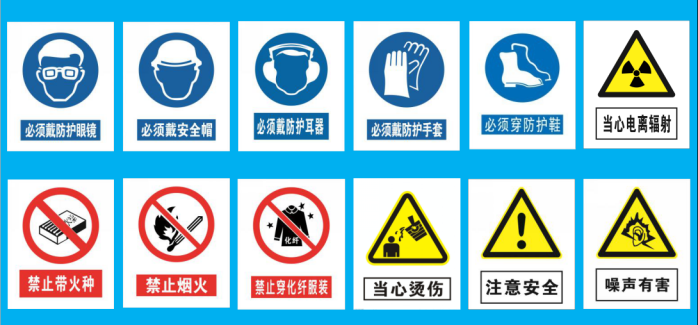 必须戴防护眼镜
必须戴安全帽
必须戴防护耳器
必须戴防护手套
必须穿防护鞋
当心电离辐射
禁止带火种
禁止烟火
化纤
禁止穿化纤服装
当心烫伤
注意安全
噪声有害